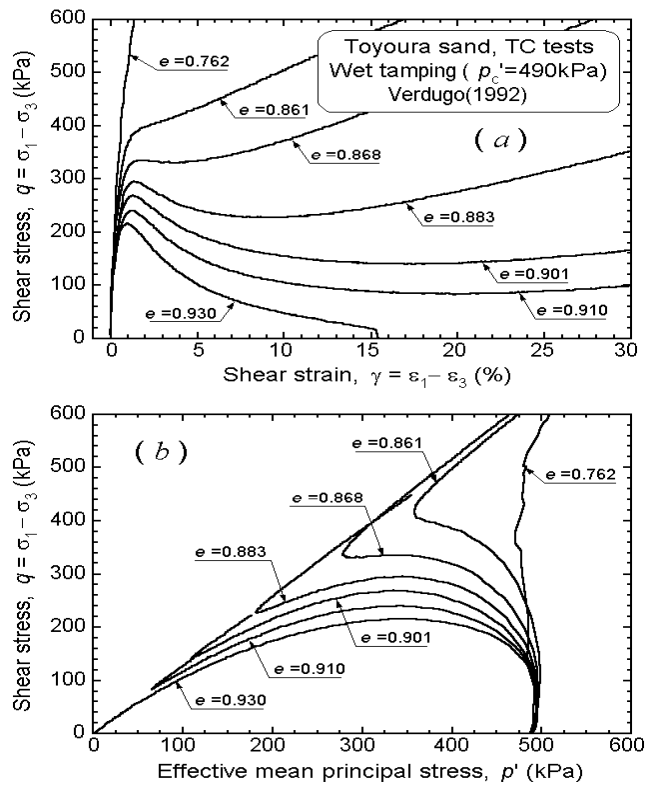 Toyoura sand, TC tests
Wet tamping ( pc'=490kPa)
Verdugo(1992)
( a )
Shear stress, q = σ1 − σ3 (kPa)
600
500
400
300
200
100
0
e =0.762
e =0.861
e =0.868
e =0.883
e =0.901
e =0.910
e =0.930
0 5 10 15 20 25 30
Shear strain, γ = ε1− ε3 (%)
( b )
Shear stress, q = σ1 − σ3 (kPa)
600
500
400
300
200
100
0
e =0.861
e =0.762
e =0.868
e =0.883
e =0.901
e =0.910
e =0.930
0 100 200 300 400 500 600
Effective mean principal stress, p' (kPa)